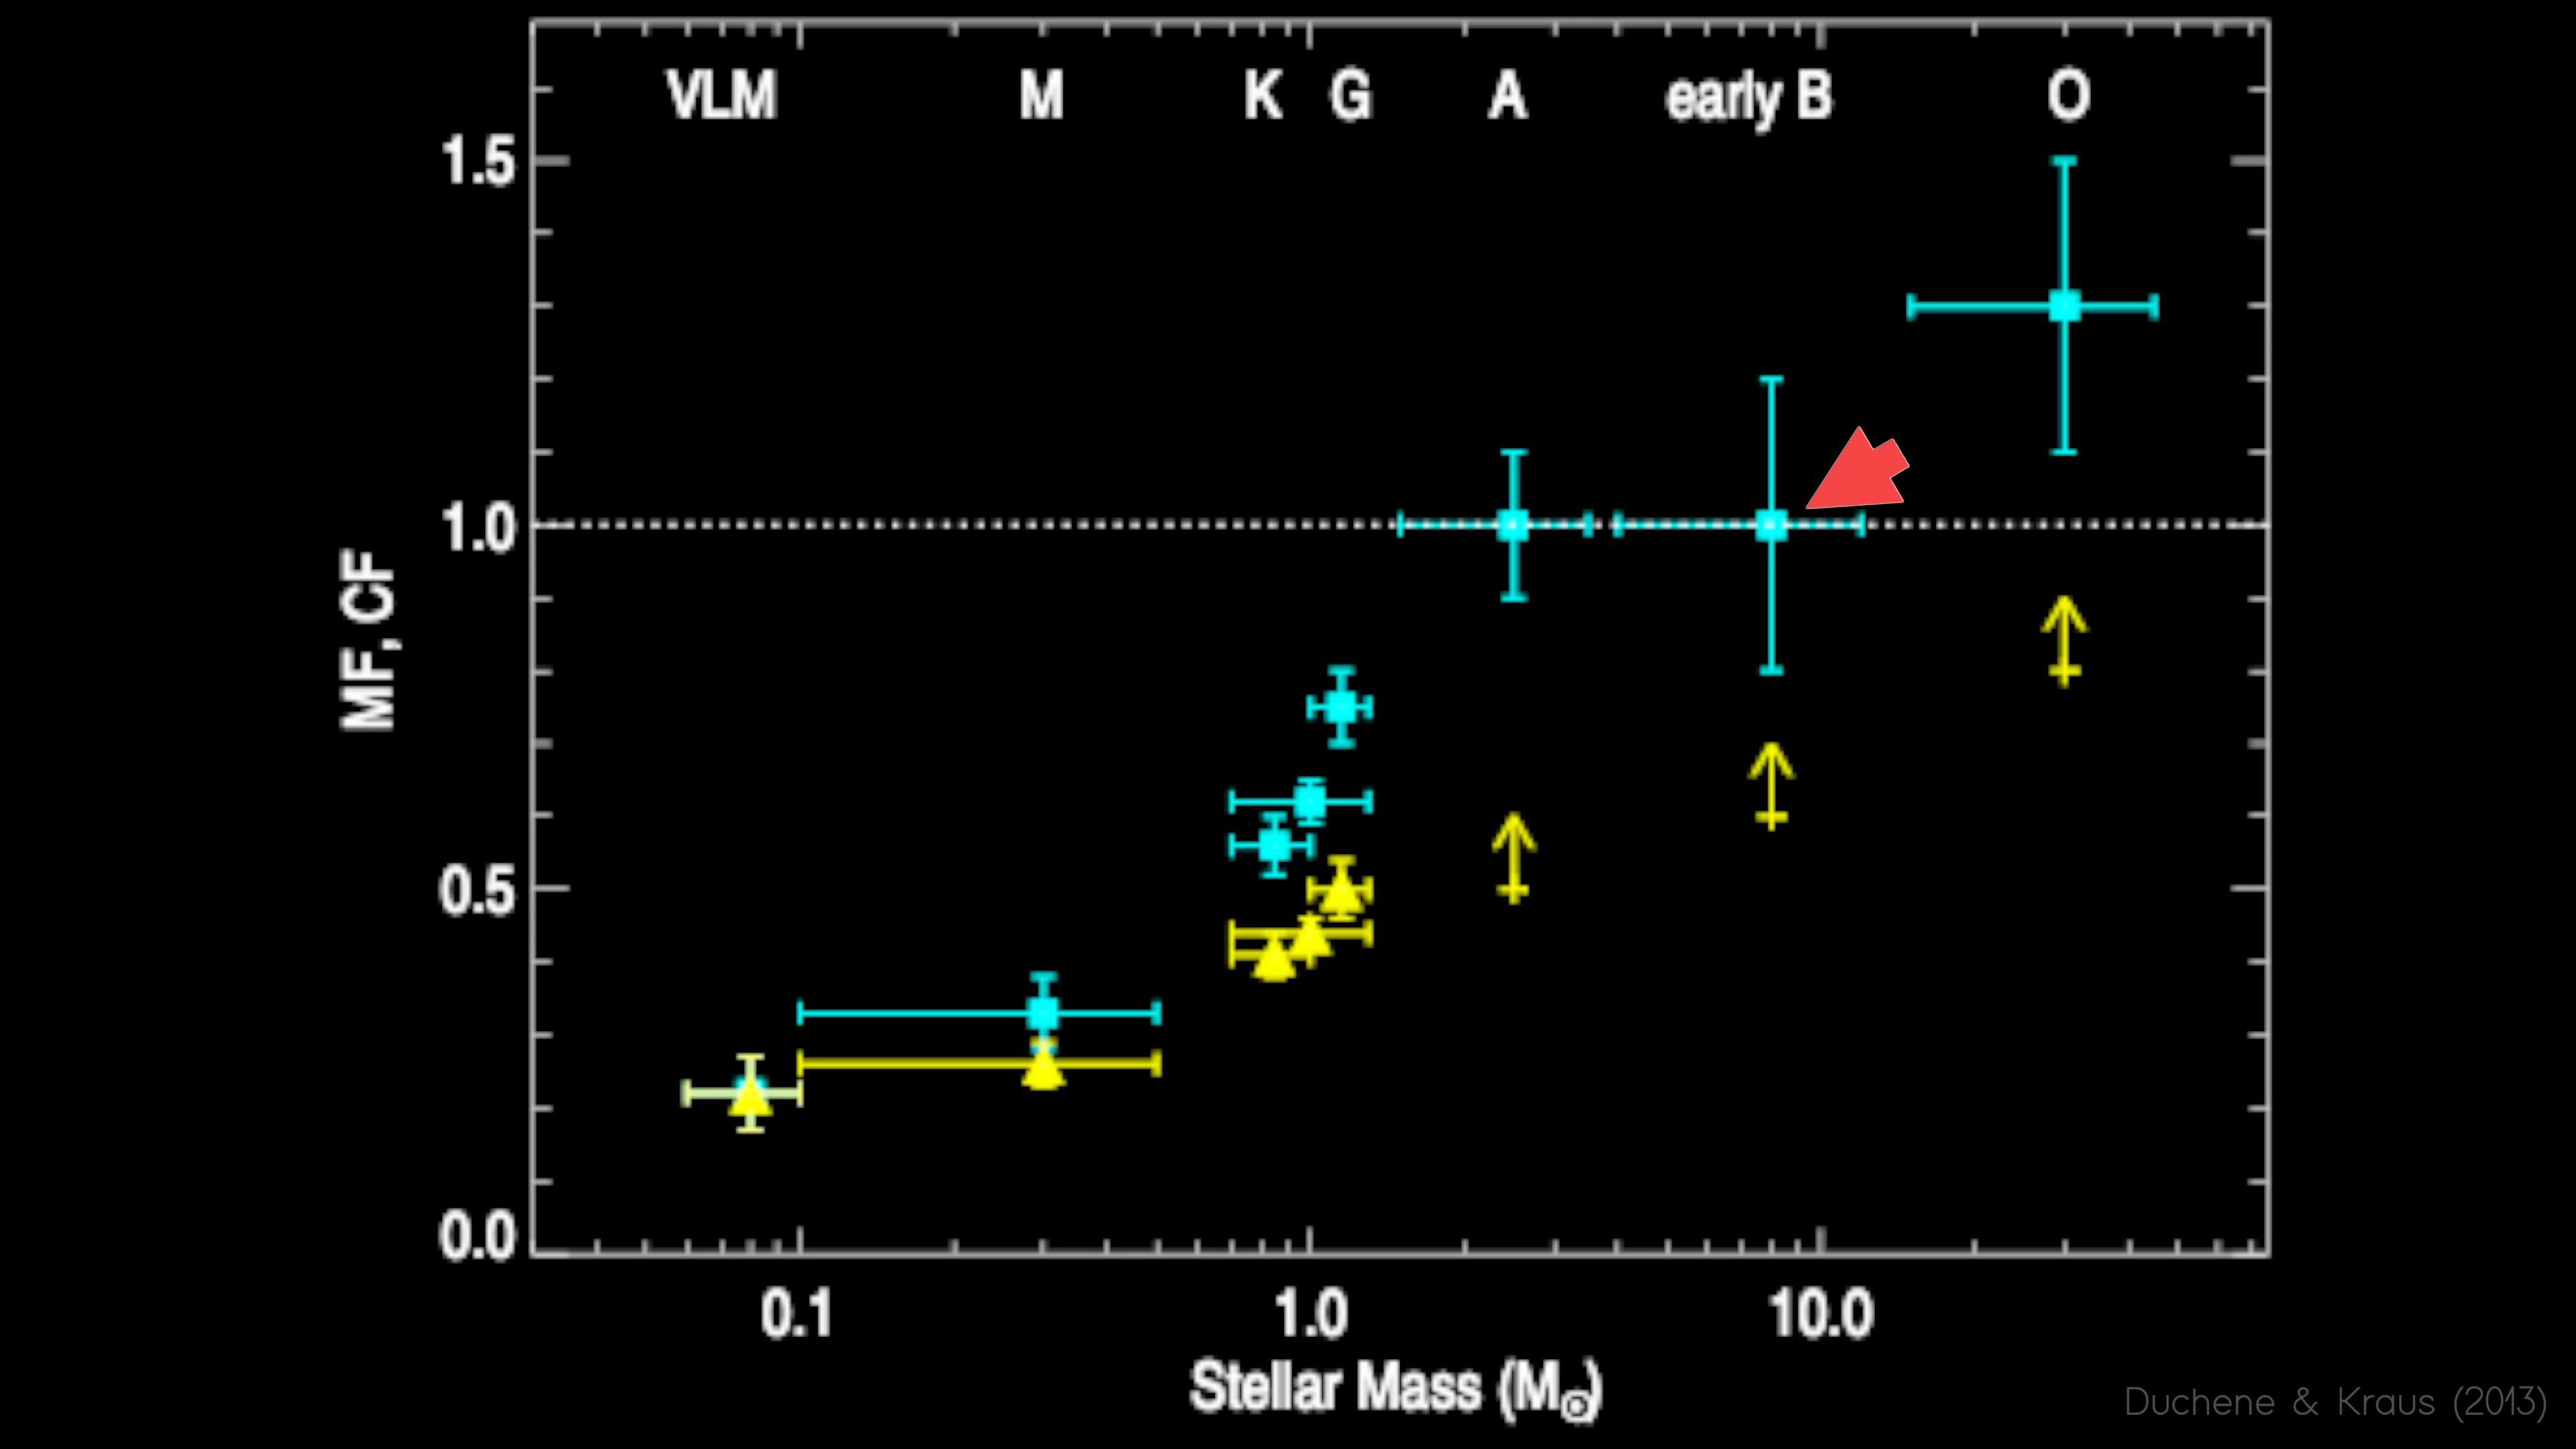 VLM M K G A early B O
1.5
1.0
0.5
0.0
MF, CF
0.1 1.0 10.0
Stellar Mass (M☉)
Duchene & Kraus (2013)